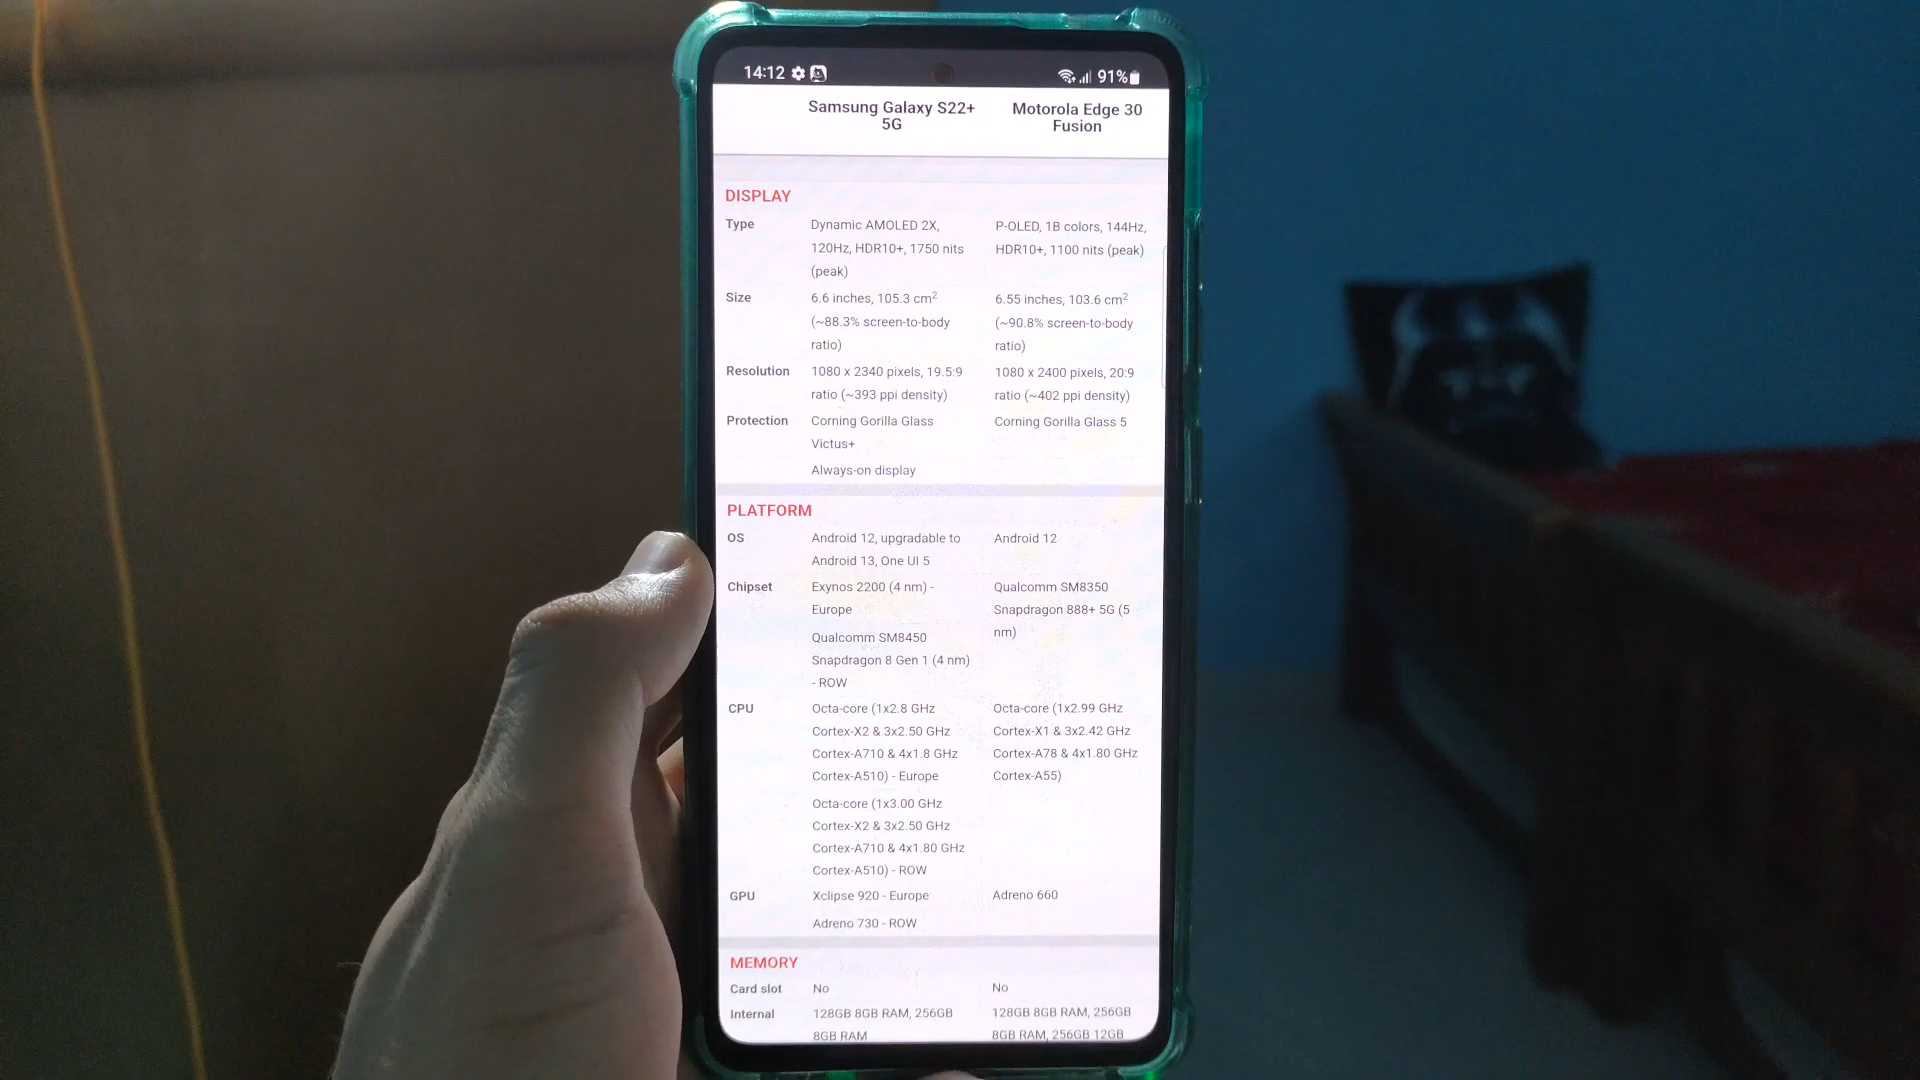 14:12 91%
Samsung Galaxy S22+ 5G
Motorola Edge 30 Fusion
DISPLAY
Type
Dynamic AMOLED 2X,
120Hz, HDR10+, 1750 nits
(peak)
P-OLED, 1B colors, 144Hz,
HDR10+, 1100 nits (peak)
Size
6.6 inches, 105.3 cm²
(~88.3% screen-to-body
ratio)
6.55 inches, 103.6 cm²
(~90.8% screen-to-body
ratio)
Resolution
1080 x 2340 pixels, 19.5:9
ratio (~393 ppi density)
1080 x 2400 pixels, 20:9
ratio (~402 ppi density)
Protection
Corning Gorilla Glass
Victus+
Corning Gorilla Glass 5
Always-on display
PLATFORM
OS
Android 12, upgradable to
Android 13, One UI 5
Android 12
Chipset
Exynos 2200 (4 nm) -
Europe
Qualcomm SM8450
Snapdragon 8 Gen 1 (4 nm)
- ROW
Qualcomm SM8350
Snapdragon 888+ 5G (5
nm)
CPU
Octa-core (1x2.8 GHz
Cortex-X2 & 3x2.50 GHz
Cortex-A710 & 4x1.8 GHz
Cortex-A510) - Europe
Octa-core (1x3.00 GHz
Cortex-X2 & 3x2.50 GHz
Cortex-A710 & 4x1.80 GHz
Cortex-A510) - ROW
Octa-core (1x2.99 GHz
Cortex-X1 & 3x2.42 GHz
Cortex-A78 & 4x1.80 GHz
Cortex-A55)
GPU
Xclipse 920 - Europe
Adreno 730 - ROW
Adreno 660
MEMORY
Card slot
No
No
Internal
128GB 8GB RAM, 256GB
8GB RAM
128GB 8GB RAM, 256GB
8GB RAM, 256GB 12GB